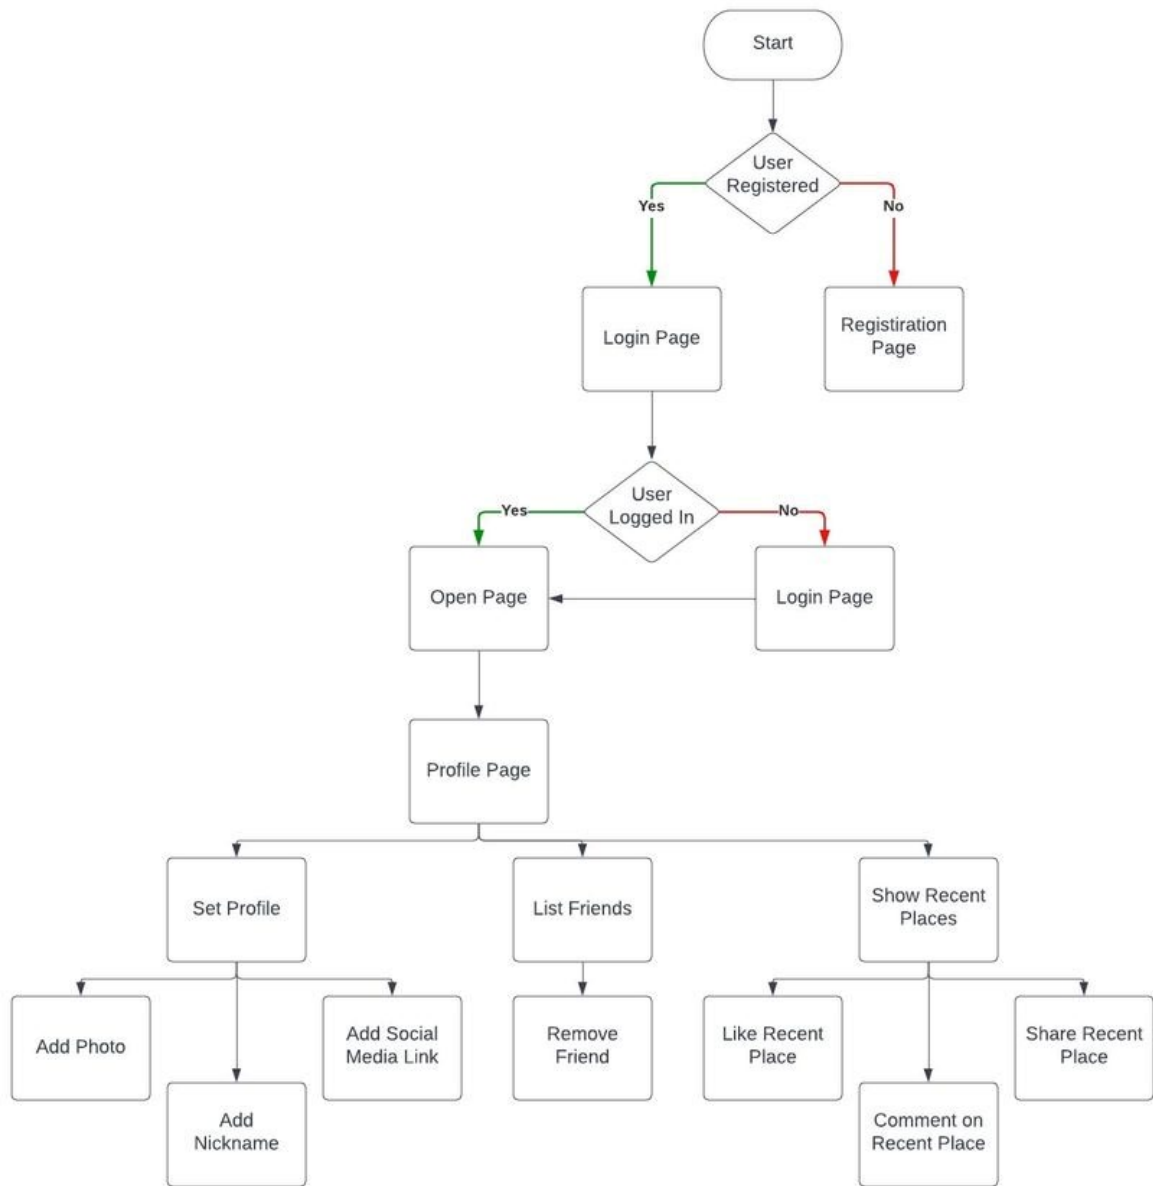 Start
User
Registered
Yes
No
Login Page
Registiration
Page
User
Logged In
Yes
No
Open Page
Login Page
Profile Page
Set Profile
List Friends
Show Recent
Places
Add Photo
Add Social
Media Link
Remove
Friend
Like Recent
Place
Share Recent
Place
Add
Nickname
Comment on
Recent Place